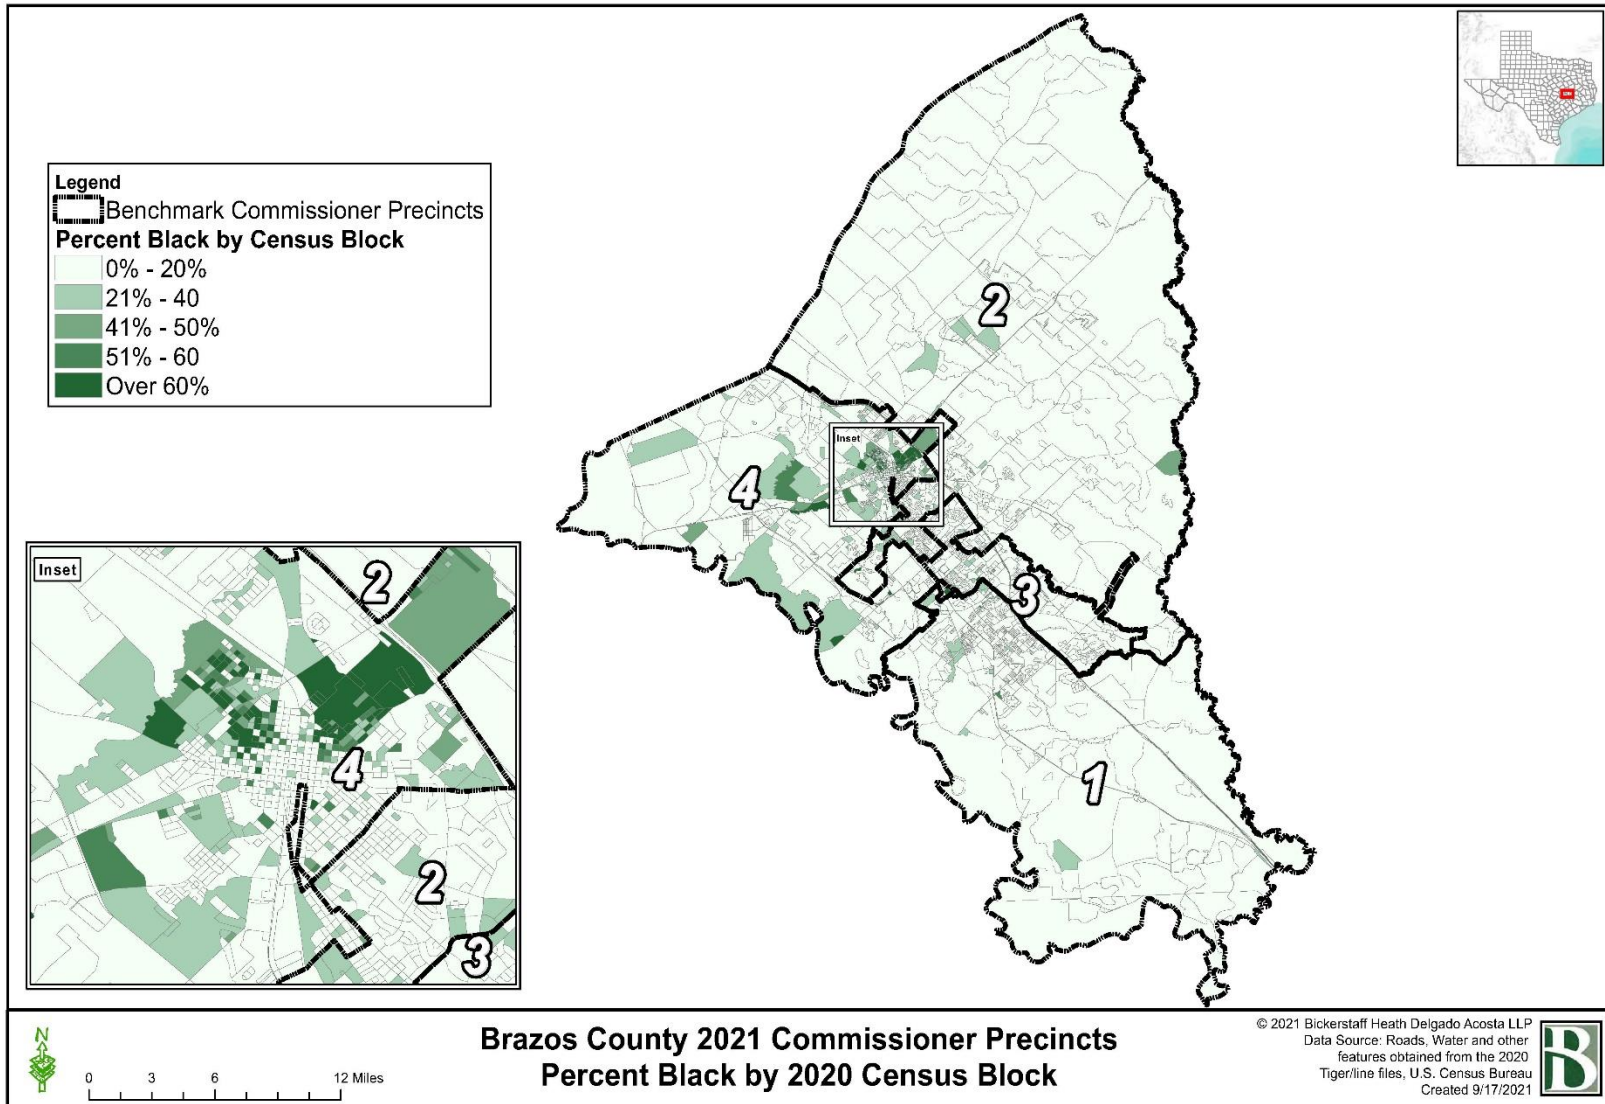 Legend
Benchmark Commissioner Precincts
Percent Black by Census Block
0% - 20%
21% - 40
41% - 50%
51% - 60
Over 60%
2
4
Inset
3
1
Inset
2
4
2
3
N
0 3 6 12 Miles
Brazos County 2021 Commissioner Precincts
Percent Black by 2020 Census Block
© 2021 Bickerstaff Heath Delgado Acosta LLP
Data Source: Roads, Water and other
features obtained from the 2020
Tiger/line files, U.S. Census Bureau
Created 9/17/2021
B